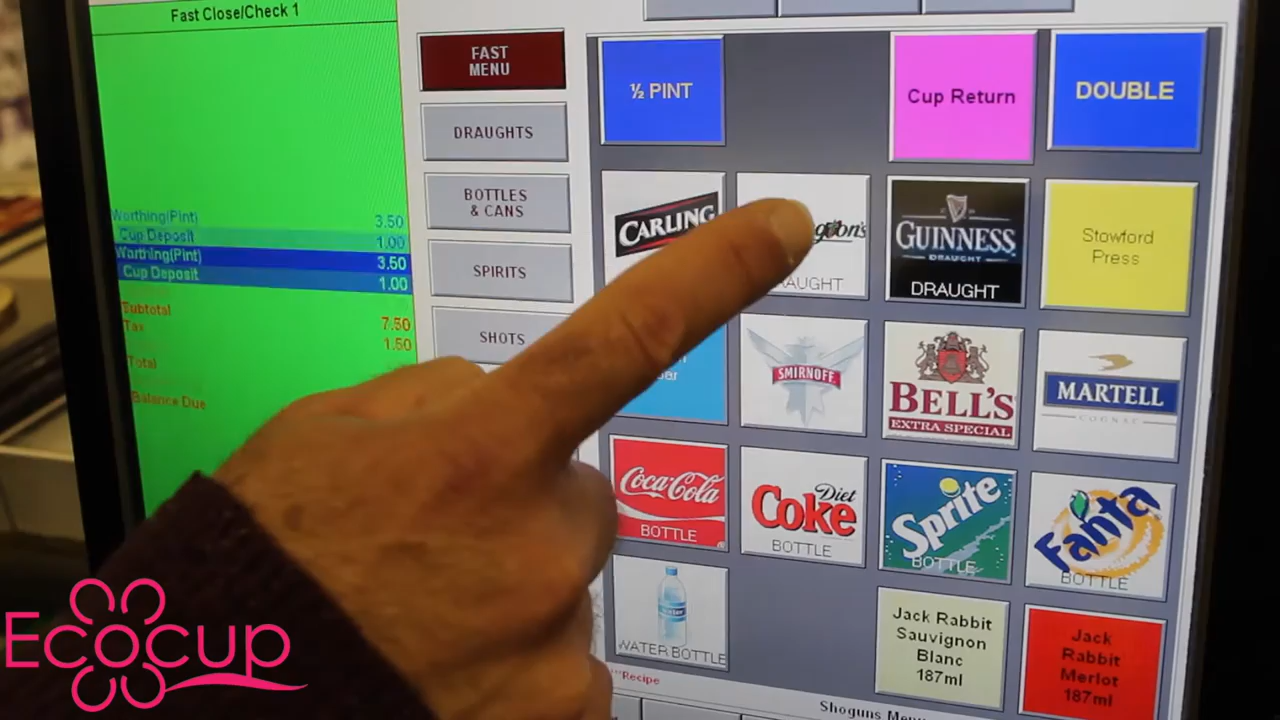 Fast Close/Check 1
Worthing(Pint) 3.50
Cup Deposit 1.00
Worthing(Pint) 3.50
Cup Deposit 1.00
Subtotal 7.50
Tax 1.50
Total
Balance Due
FAST
MENU
DRAUGHTS
BOTTLES
& CANS
SPIRITS
SHOTS
½ PINT
Cup Return
DOUBLE
CARLING
DRAUGHT
GUINNESS
DRAUGHT
DRAUGHT
Stowford
Press
SMIRNOFF
BELL'S
EXTRA SPECIAL
MARTELL
COGNAC
Coca-Cola
BOTTLE
Diet
Coke
BOTTLE
Sprite
BOTTLE
Fanta
BOTTLE
water
WATER BOTTLE
Jack Rabbit
Sauvignon
Blanc
187ml
Jack
Rabbit
Merlot
187ml
Recipe
Shoguns Menu
Ecocup